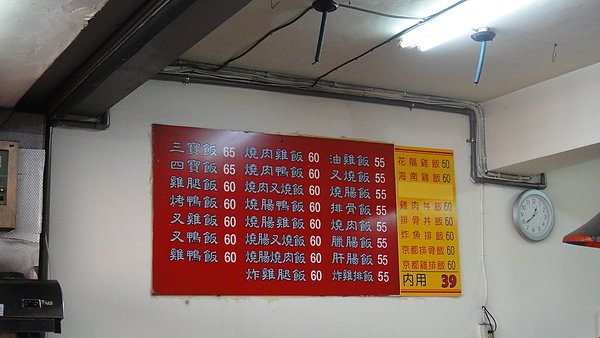 三寶飯 65 燒肉雞飯 60 油雞飯 55
四寶飯 65 燒肉鴨飯 60 叉燒飯 55
雞腿飯 60 燒肉叉燒飯 60 燒腸飯 55
烤鴨飯 60 燒腸鴨飯 60 排骨飯 55
叉雞飯 60 燒腸雞飯 60 燒肉飯 55
叉鴨飯 60 燒腸叉燒飯 60 臘腸飯 55
雞鴨飯 60 燒腸燒肉飯 60 肝腸飯 55
炸雞腿飯 60 炸雞排飯 55
花雕雞飯 60
海南雞飯 60
雞肉丼飯 60
排骨丼飯 60
炸魚排飯 60
京都排骨飯 60
京都雞排飯 60
內用 39